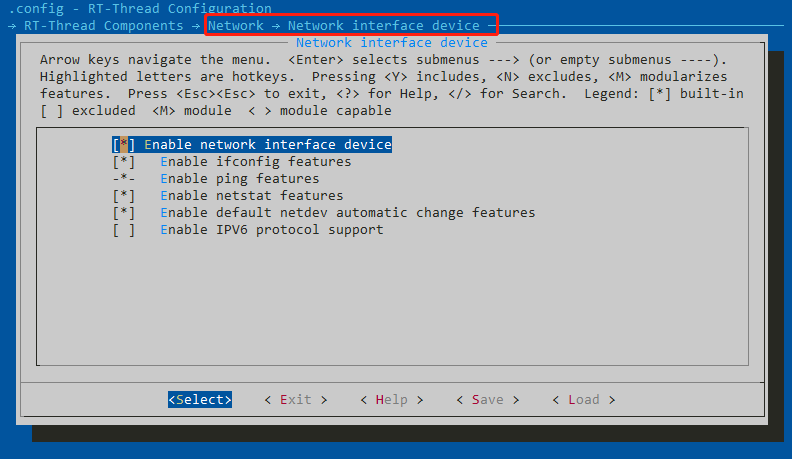 .config - RT-Thread Configuration
→ RT-Thread Components → Network → Network interface device
Network interface device
Arrow keys navigate the menu.  <Enter> selects submenus ---> (or empty submenus ----).
Highlighted letters are hotkeys.  Pressing <Y> includes, <N> excludes, <M> modularizes
features.  Press <Esc><Esc> to exit, <?> for Help, </> for Search.  Legend: [*] built-in
[ ] excluded  <M> module  < > module capable
[*] Enable network interface device
[*]   Enable ifconfig features
-*-   Enable ping features
[*]   Enable netstat features
[*]   Enable default netdev automatic change features
[ ]   Enable IPV6 protocol support
<Select>    < Exit >    < Help >    < Save >    < Load >